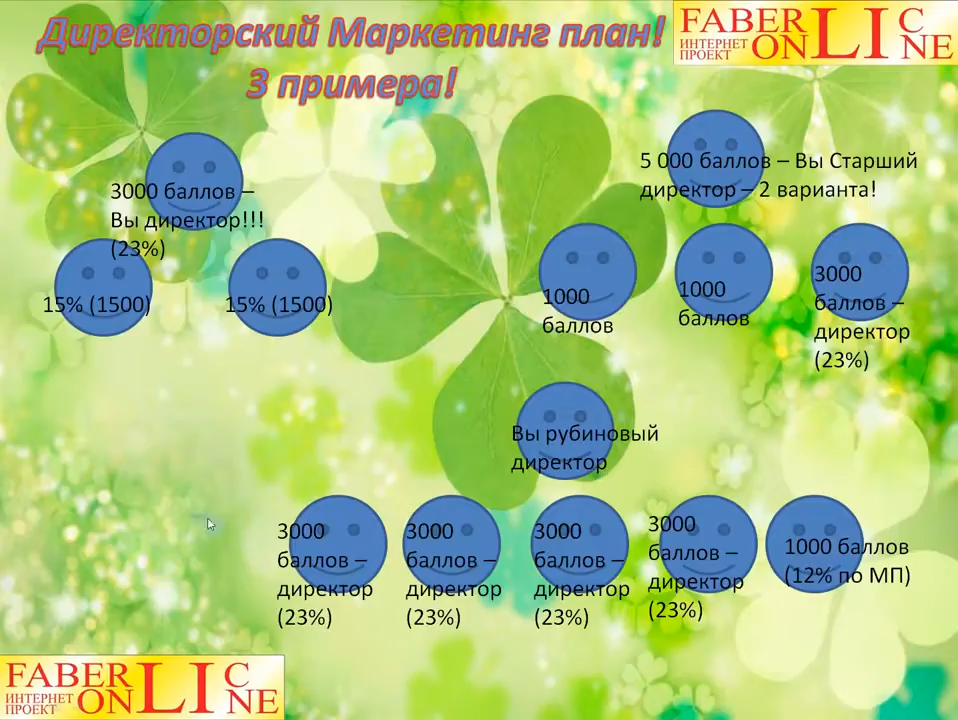 Директорский Маркетинг план!
3 примера!
FABERLIC
ИНТЕРНЕТ
ПРОЕКТ
ONLINE
3000 баллов –
Вы директор!!!
(23%)
15% (1500)
15% (1500)
5 000 баллов – Вы Старший
директор – 2 варианта!
1000
баллов
1000
баллов
3000
баллов –
директор
(23%)
Вы рубиновый
директор
3000
баллов –
директор
(23%)
3000
баллов –
директор
(23%)
3000
баллов –
директор
(23%)
3000
баллов –
директор
(23%)
1000 баллов
(12% по МП)
FABERLIC
ИНТЕРНЕТ
ПРОЕКТ
ONLINE